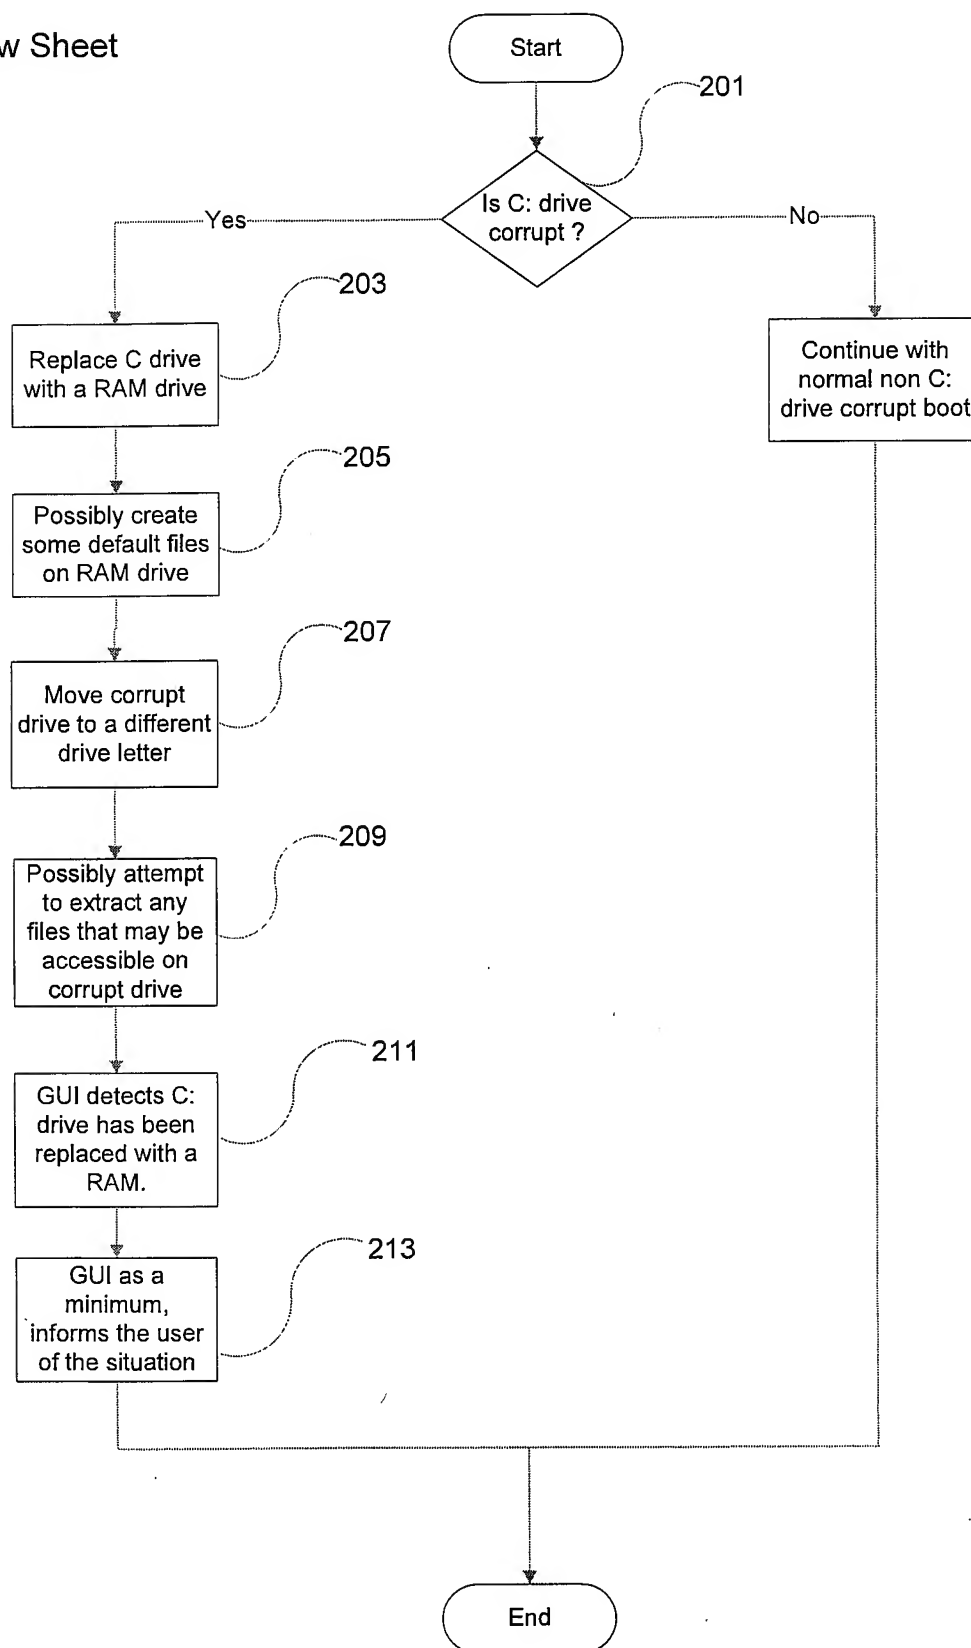 w Sheet
Start
201
Is C: drive
corrupt ?
Yes
No
203
Replace C drive
with a RAM drive
Continue with
normal non C:
drive corrupt boot
205
Possibly create
some default files
on RAM drive
207
Move corrupt
drive to a different
drive letter
209
Possibly attempt
to extract any
files that may be
accessible on
corrupt drive
211
GUI detects C:
drive has been
replaced with a
RAM.
213
GUI as a
minimum,
informs the user
of the situation
End